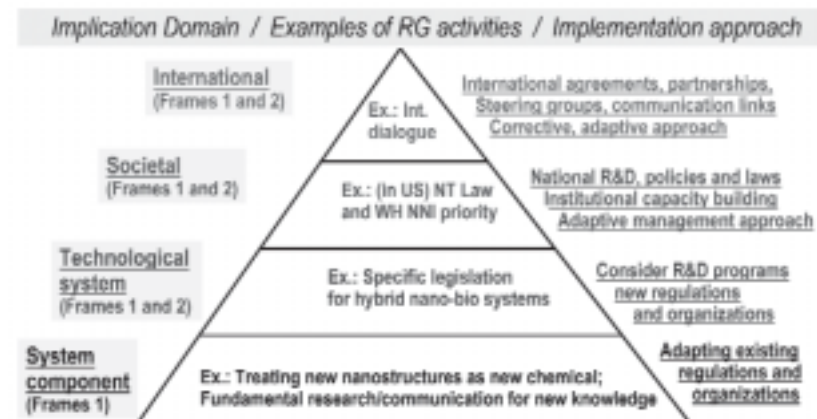 Implication Domain / Examples of RG activities / Implementation approach
International
(Frames 1 and 2)
Ex.: Int.
dialogue
International agreements, partnerships,
Steering groups, communication links
Corrective, adaptive approach
Societal
(Frames 1 and 2)
Ex.: (in US) NT Law
and WH NNI priority
National R&D, policies and laws
Institutional capacity building
Adaptive management approach
Technological
system
(Frames 1 and 2)
Ex.: Specific legislation
for hybrid nano-bio systems
Consider R&D programs
new regulations
and organizations
System
component
(Frames 1)
Ex.: Treating new nanostructures as new chemical;
Fundamental research/communication for new knowledge
Adapting existing
regulations and
organizations